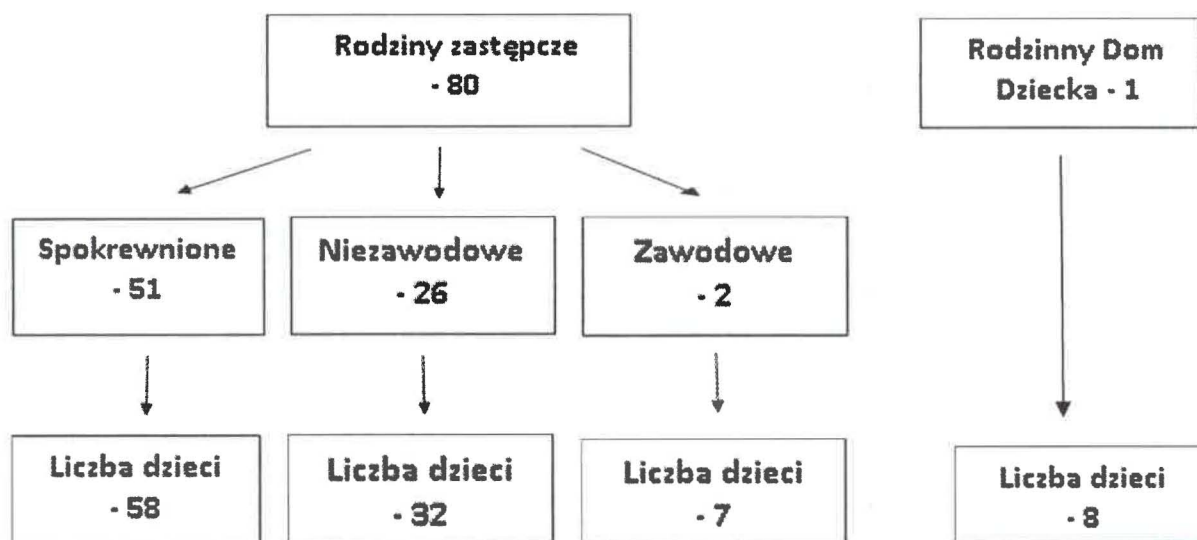 Rodziny zastępcze
- 80
Rodzinny Dom
Dziecka - 1
Spokrewnione
- 51
Niezawodowe
- 26
Zawodowe
- 2
Liczba dzieci
- 58
Liczba dzieci
- 32
Liczba dzieci
- 7
Liczba dzieci
- 8